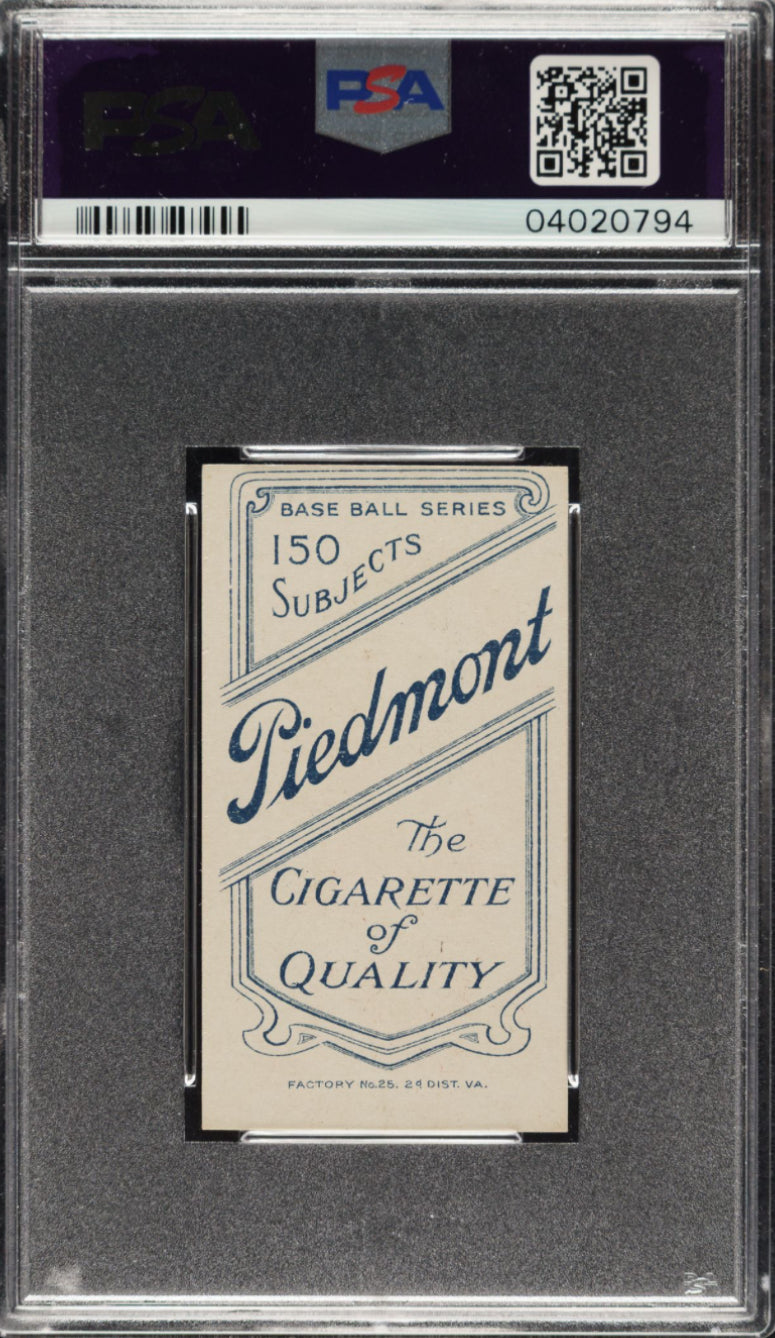 PSA
PSA
04020794
BASE BALL SERIES
150
SUBJECTS
Piedmont
The
CIGARETTE
of
QUALITY
FACTORY No.25. 2d DIST. VA.